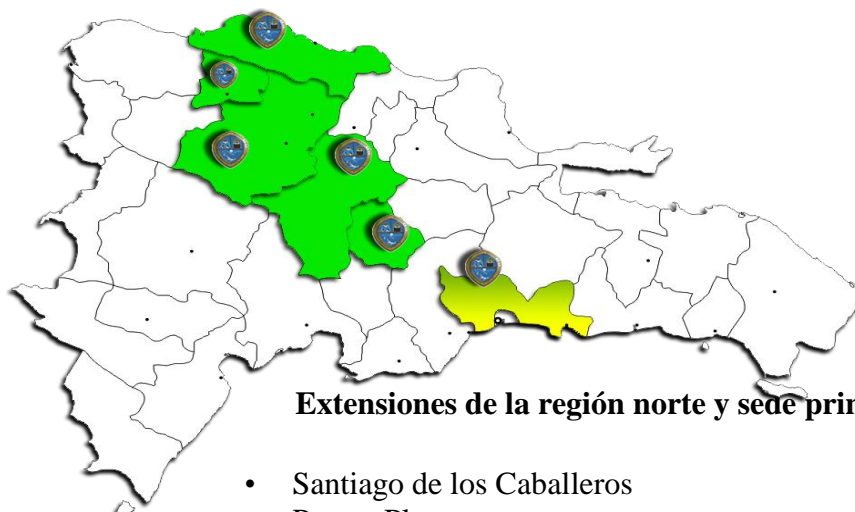 Extensiones de la región norte y sede prin
• Santiago de los Caballeros